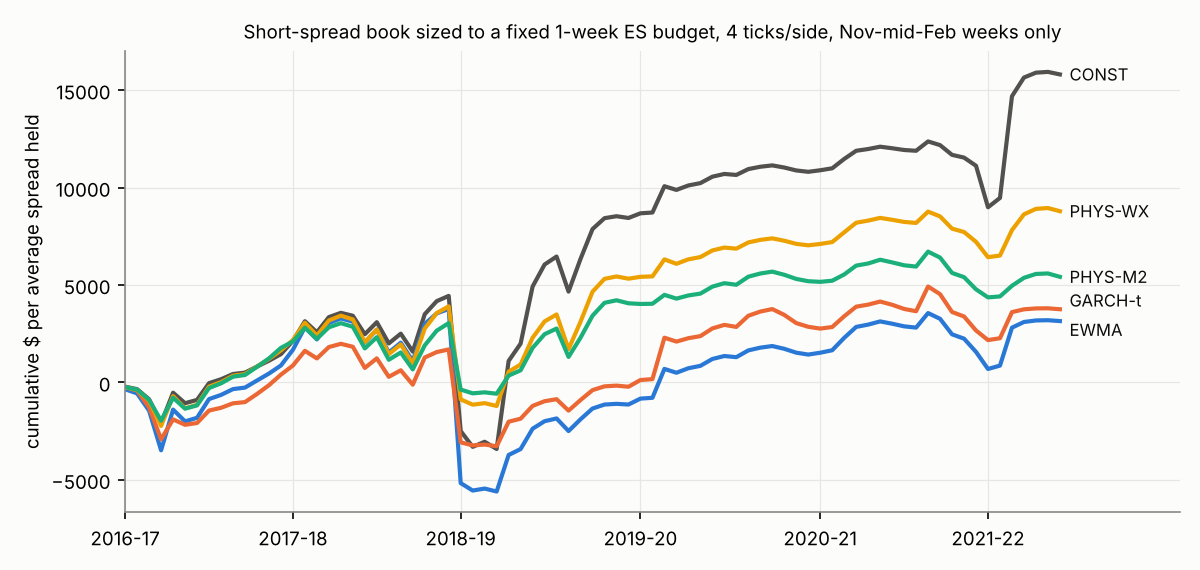 Short-spread book sized to a fixed 1-week ES budget, 4 ticks/side, Nov-mid-Feb weeks only
cumulative $ per average spread held
15000
10000
5000
0
−5000
CONST
PHYS-WX
PHYS-M2
GARCH-t
EWMA
2016-17
2017-18
2018-19
2019-20
2020-21
2021-22